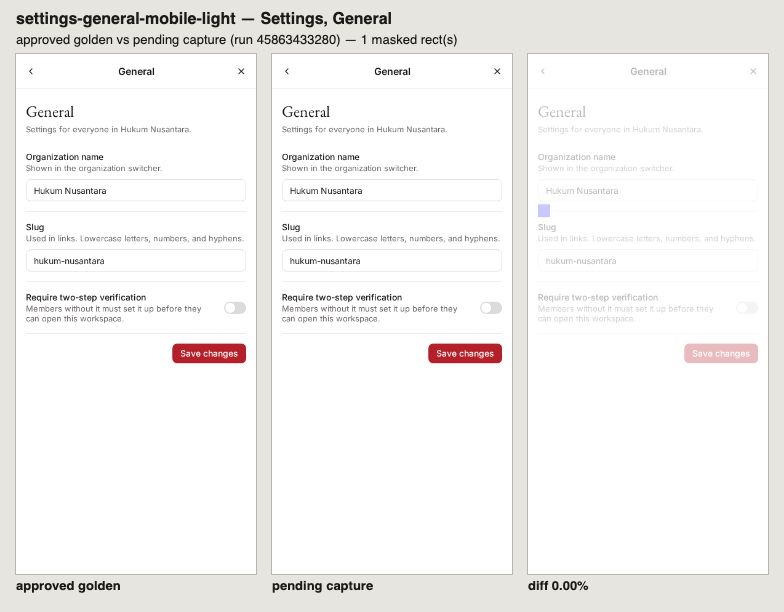 settings-general-mobile-light — Settings, General
approved golden vs pending capture (run 45863433280) — 1 masked rect(s)
General
General
Settings for everyone in Hukum Nusantara.
Organization name
Shown in the organization switcher.
Hukum Nusantara
Slug
Used in links. Lowercase letters, numbers, and hyphens.
hukum-nusantara
Require two-step verification
Members without it must set it up before they
can open this workspace.
Save changes
approved golden
General
General
Settings for everyone in Hukum Nusantara.
Organization name
Shown in the organization switcher.
Hukum Nusantara
Slug
Used in links. Lowercase letters, numbers, and hyphens.
hukum-nusantara
Require two-step verification
Members without it must set it up before they
can open this workspace.
Save changes
pending capture
General
General
Settings for everyone in Hukum Nusantara.
Organization name
Shown in the organization switcher.
Hukum Nusantara
Slug
Used in links. Lowercase letters, numbers, and hyphens.
hukum-nusantara
Require two-step verification
Members without it must set it up before they
can open this workspace.
Save changes
diff 0.00%